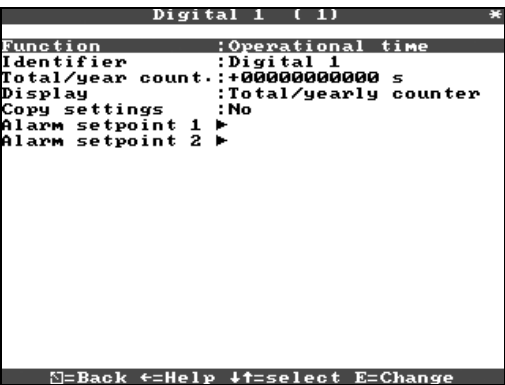 Digital 1 ( 1) *
Function :Operational time
Identifier :Digital 1
Total/year count.:+00000000000 s
Display :Total/yearly counter
Copy settings :No
Alarm setpoint 1 ►
Alarm setpoint 2 ►
⇱=Back ←=Help ↓↑=select E=Change